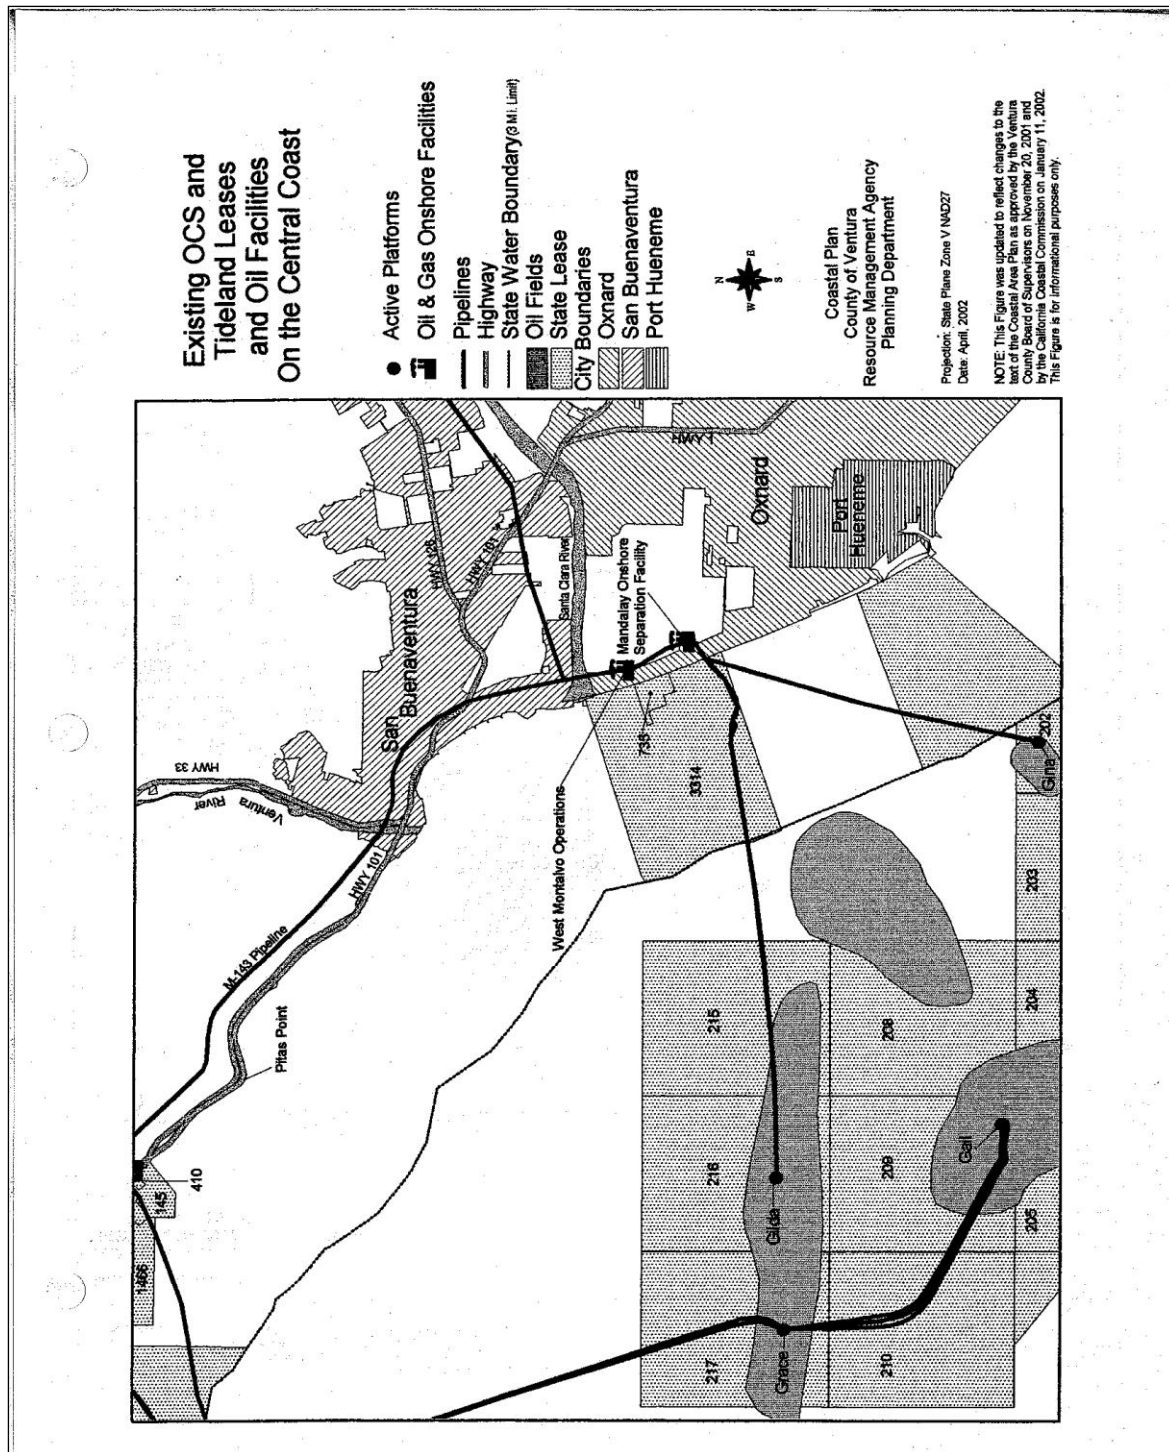 Existing OCS and
Tideland Leases
and Oil Facilities
On the Central Coast
Active Platforms
Oil & Gas Onshore Facilities
Pipelines
Highway
State Water Boundary (3 Mi. Limit)
Oil Fields
State Lease
City Boundaries
Oxnard
San Buenaventura
Port Hueneme
N
W E
S
Coastal Plan
County of Ventura
Resource Management Agency
Planning Department
Projection: State Plane Zone V NAD27
Date: April, 2002
NOTE: This Figure was updated to reflect changes to the
text of the Coastal Area Plan as approved by the Ventura
County Board of Supervisors on November 20, 2001 and
by the California Coastal Commission on January 11, 2002.
This Figure is for informational purposes only.
1466
145
410
Pitas Point
M-143 Pipeline
HWY 101
Ventura
River
HWY 33
San
Buenaventura
HWY 126
HWY 101
Santa Clara River
West Montalvo Operations
Mandalay Onshore
Separation Facility
735
3314
HWY 1
Oxnard
Port
Hueneme
217
216
215
Grace
Gilda
210
209
208
Gail
205
204
203
202
Gina